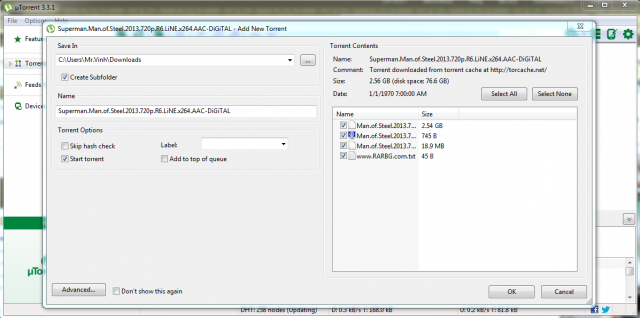 µTorrent 3.3.1
File Options
Superman.Man.of.Steel.2013.720p.R6.LiNE.x264.AAC-DiGiTAL - Add New Torrent
Save In
C:\Users\Mr.Vinh\Downloads
...
Create Subfolder
Name
Superman.Man.of.Steel.2013.720p.R6.LiNE.x264.AAC-DiGiTAL
Torrent Options
Skip hash check
Label:
Start torrent
Add to top of queue
Advanced...
Don't show this again
Torrent Contents
Name: Superman.Man.of.Steel.2013.720p.R6.LiNE.x264.AAC-DiGiTAL
Comment: Torrent downloaded from torrent cache at http://torcache.net/
Size: 2.56 GB (disk space: 76.6 GB)
Date: 1/1/1970 7:00:00 AM
Select All
Select None
Name Size
Man.of.Steel.2013.7... 2.54 GB
Man.of.Steel.2013.7... 745 B
Man.of.Steel.2013.7... 18.9 MB
www.RARBG.com.txt 45 B
OK
Cancel
Featu
Torren
Feeds
Device
µTor
DHT: 258 nodes (Updating)
D: 0.3 kB/s T: 168.0 kB
U: 0.2 kB/s T: 81.8 kB